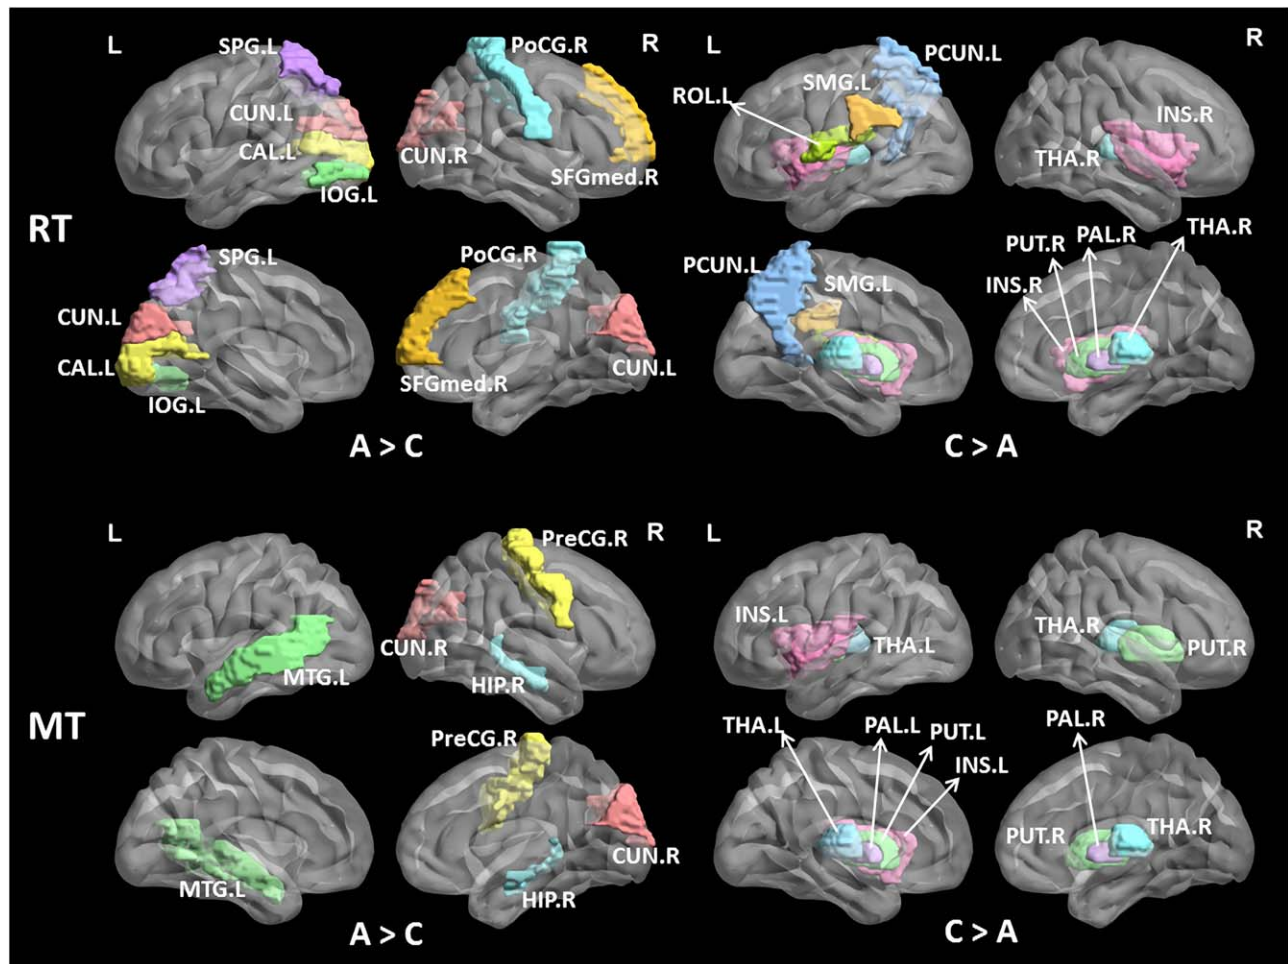 L
SPG.L
CUN.L
CAL.L
IOG.L
PoCG.R
R
CUN.R
SFGmed.R
L
PCUN.L
SMG.L
ROL.L
R
INS.R
THA.R
RT
SPG.L
CUN.L
CAL.L
IOG.L
PoCG.R
SFGmed.R
CUN.L
PCUN.L
SMG.L
THA.R
PAL.R
PUT.R
INS.R
A > C
C > A
L
MTG.L
PreCG.R
R
CUN.R
HIP.R
L
INS.L
THA.L
R
THA.R
PUT.R
MT
MTG.L
PreCG.R
CUN.R
HIP.R
THA.L
PAL.L
PUT.L
INS.L
PAL.R
PUT.R
THA.R
A > C
C > A